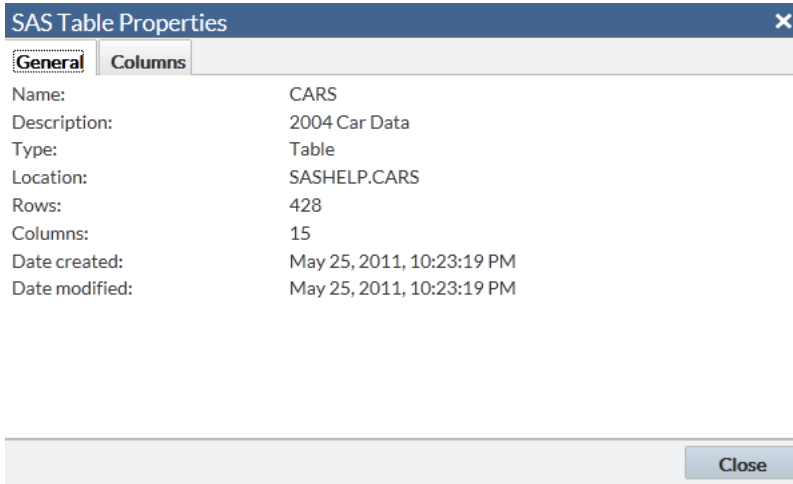 SAS Table Properties
General Columns
Name: CARS
Description: 2004 Car Data
Type: Table
Location: SASHELP.CARS
Rows: 428
Columns: 15
Date created: May 25, 2011, 10:23:19 PM
Date modified: May 25, 2011, 10:23:19 PM
Close